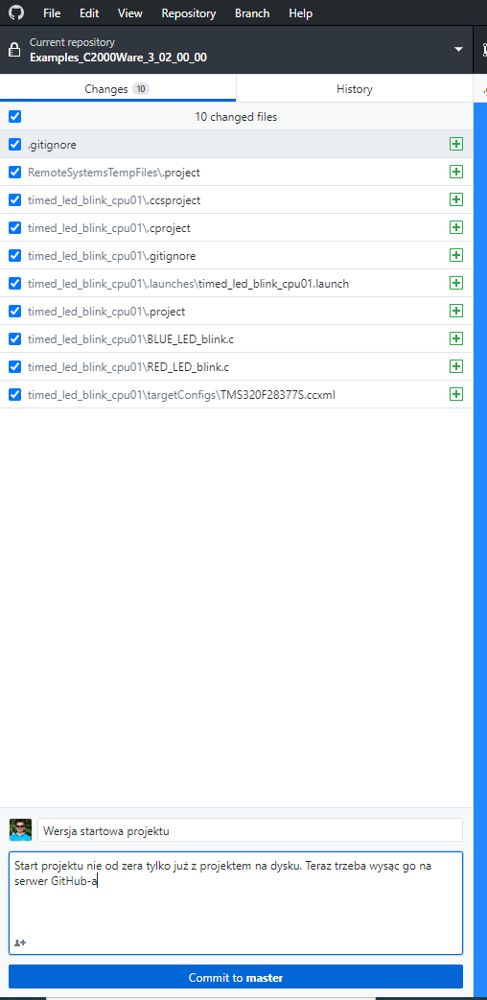 File Edit View Repository Branch Help
Current repository
Examples_C2000Ware_3_02_00_00
Changes 10 History
10 changed files
.gitignore
RemoteSystemsTempFiles\.project
timed_led_blink_cpu01\.ccsproject
timed_led_blink_cpu01\.cproject
timed_led_blink_cpu01\.gitignore
timed_led_blink_cpu01\.launches\timed_led_blink_cpu01.launch
timed_led_blink_cpu01\.project
timed_led_blink_cpu01\BLUE_LED_blink.c
timed_led_blink_cpu01\RED_LED_blink.c
timed_led_blink_cpu01\targetConfigs\TMS320F28377S.ccxml
Wersja startowa projektu
Start projektu nie od zera tylko już z projektem na dysku. Teraz trzeba wysąc go na
serwer GitHub-a
Commit to master